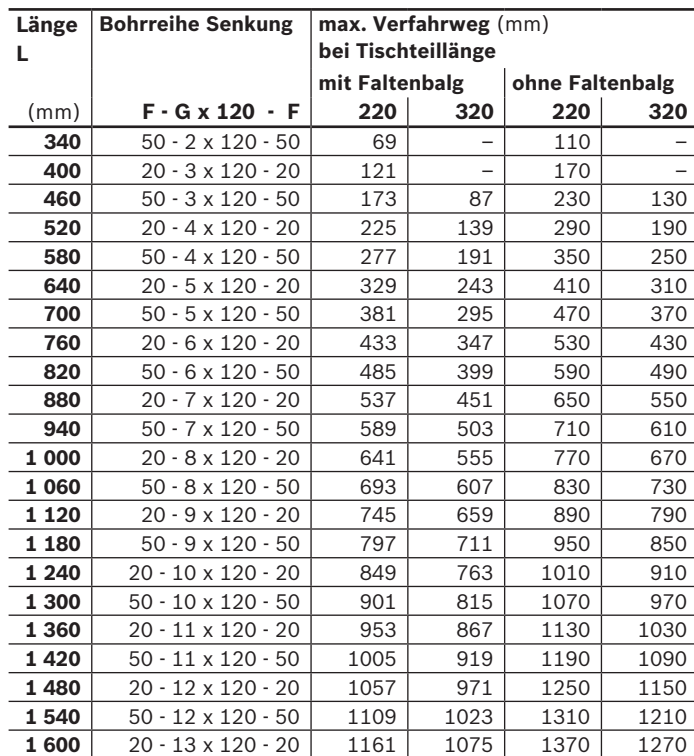 Länge Bohrreihe Senkung max. Verfahrweg (mm)
L bei Tischteillänge
mit Faltenbalg ohne Faltenbalg
(mm) F - G x 120 - F 220 320 220 320
340 50 - 2 x 120 - 50 69 – 110 –
400 20 - 3 x 120 - 20 121 – 170 –
460 50 - 3 x 120 - 50 173 87 230 130
520 20 - 4 x 120 - 20 225 139 290 190
580 50 - 4 x 120 - 50 277 191 350 250
640 20 - 5 x 120 - 20 329 243 410 310
700 50 - 5 x 120 - 50 381 295 470 370
760 20 - 6 x 120 - 20 433 347 530 430
820 50 - 6 x 120 - 50 485 399 590 490
880 20 - 7 x 120 - 20 537 451 650 550
940 50 - 7 x 120 - 50 589 503 710 610
1 000 20 - 8 x 120 - 20 641 555 770 670
1 060 50 - 8 x 120 - 50 693 607 830 730
1 120 20 - 9 x 120 - 20 745 659 890 790
1 180 50 - 9 x 120 - 50 797 711 950 850
1 240 20 - 10 x 120 - 20 849 763 1010 910
1 300 50 - 10 x 120 - 50 901 815 1070 970
1 360 20 - 11 x 120 - 20 953 867 1130 1030
1 420 50 - 11 x 120 - 50 1005 919 1190 1090
1 480 20 - 12 x 120 - 20 1057 971 1250 1150
1 540 50 - 12 x 120 - 50 1109 1023 1310 1210
1 600 20 - 13 x 120 - 20 1161 1075 1370 1270